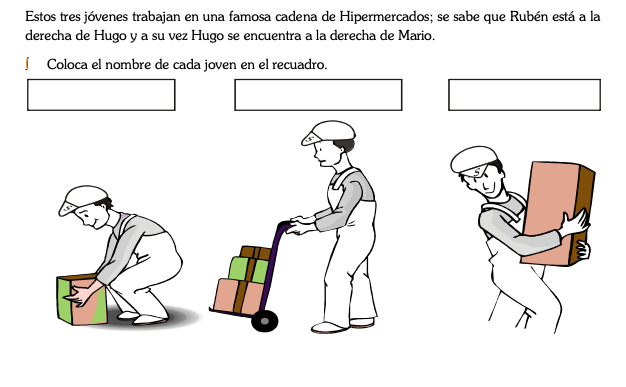 Estos tres jóvenes trabajan en una famosa cadena de Hipermercados; se sabe que Rubén está a la
derecha de Hugo y a su vez Hugo se encuentra a la derecha de Mario.
Coloca el nombre de cada joven en el recuadro.